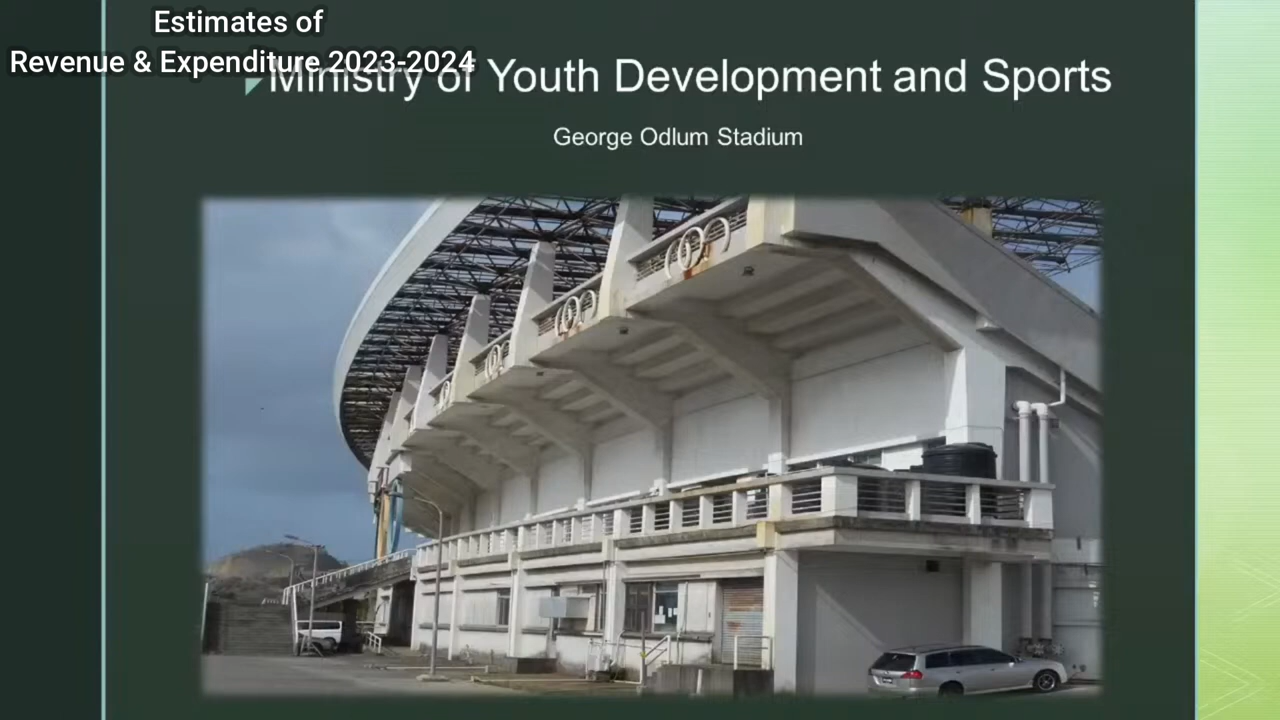 Estimates of
Revenue & Expenditure 2023-2024
Ministry of Youth Development and Sports
George Odlum Stadium